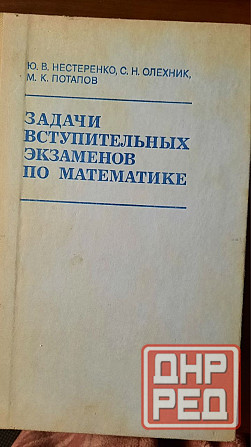 Ю. В. НЕСТЕРЕНКО, С. Н. ОЛЕХНИК,
М. К. ПОТАПОВ
ЗАДАЧИ
ВСТУПИТЕЛЬНЫХ
ЭКЗАМЕНОВ
ПО МАТЕМАТИКЕ
ДНР
РЕД